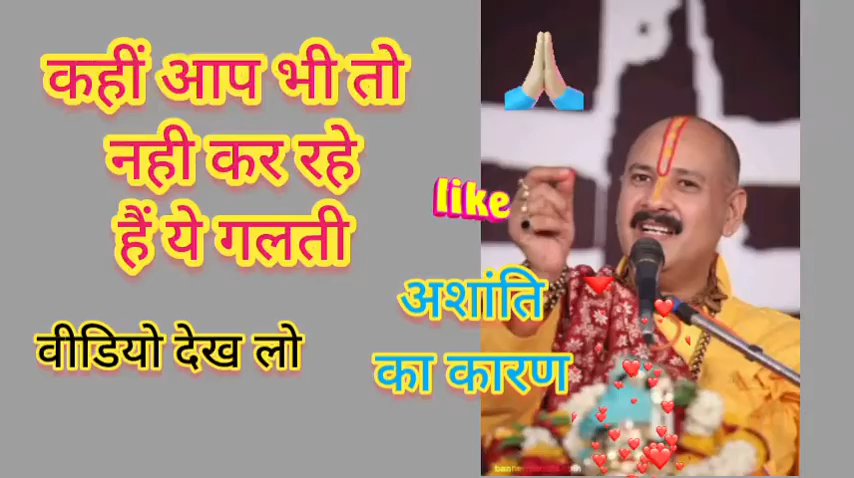 कहीं आप भी तो
नही कर रहे
हैं ये गलती
like
अशांति
का कारण
वीडियो देख लो